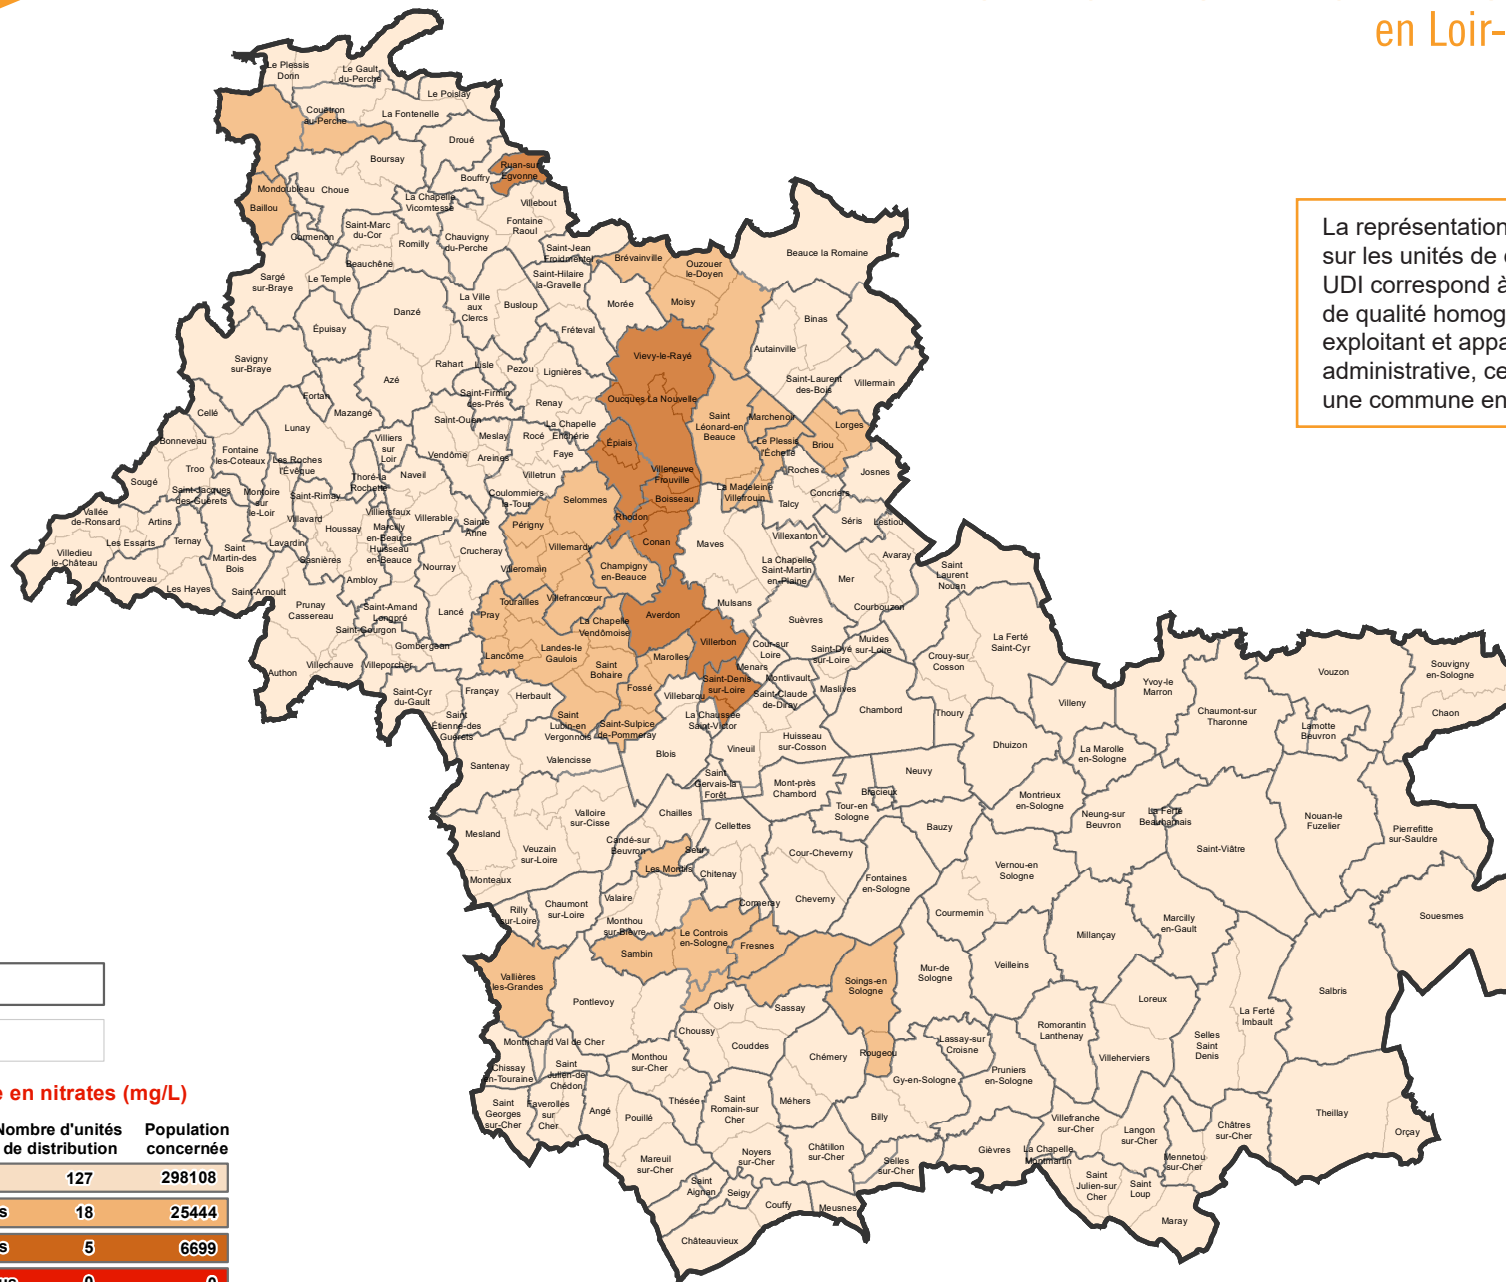 en Loir-
La représentation
sur les unités de
UDI correspond à
de qualité homog
exploitant et appa
administrative, ce
une commune en
Le Plessis
Dorin
Le Gault
du-Perche
Le Poislay
Couëtron
au-Perche
La Fontenelle
Droué
Boursay
Ruan-sur
Egvonne
Bouffry
Mondoubleau
Choue
La Chapelle
Vicomtesse
Villebout
Baillou
Fontaine
Raoul
Saint-Marc
du-Cor
Cormenon
Romilly
Chauvigny
du-Perche
Saint-Jean
Froidmentel
Brévainville
Ouzouer
le-Doyen
Beauce la Romaine
Beauchêne
Sargé
sur-Braye
Le Temple
Saint-Hilaire
la-Gravelle
Danzé
La Ville
aux
Clercs
Busloup
Morée
Moisy
Binas
Épuisay
Fréteval
Autainville
Savigny
sur-Braye
Vievy-le-Rayé
Rahart
Lisle
Pezou
Lignières
Azé
Saint-Laurent
des-Bois
Villermain
Fortan
Saint-Firmin
des-Prés
Renay
Oucques La Nouvelle
Cellé
Mazangé
Saint-Ouen
La Chapelle
Enchérie
Saint
Léonard-en
Beauce
Marchenoir
Lorges
Lunay
Bonneveau
Villiers
sur
Loir
Meslay
Rocé
Épiais
Le Plessis
l'Échelle
Briou
Fontaine
les-Coteaux
Les Roches
l'Évêque
Vendôme
Areines
Faye
Troo
Thoré-la
Rochette
Naveil
Villetrun
Villeneuve
Frouville
Roches
Josnes
Sougé
Saint-Jacques
des-Guérets
Montoire
sur
le-Loir
Saint-Rimay
Coulommiers
la-Tour
Selommes
Boisseau
La Madeleine
Villefrouin
Concriers
Talcy
Vallée
de-Ronsard
Artins
Villavard
Villiersfaux
Villerable
Sainte
Anne
Périgny
Rhodon
Séris
Lestiou
Les Essarts
Ternay
Houssay
Marcilly
en-Beauce
Conan
Villexanton
Villedieu
le-Château
Saint
Martin-des
Bois
Lavardin
Huisseau
en-Beauce
Crucheray
Villemardy
Maves
Avaray
Sasnières
Nourray
Villeromain
Champigny
en-Beauce
La Chapelle
Saint-Martin
en-Plaine
Mer
Saint
Laurent
Nouan
Montrouveau
Les Hayes
Saint-Arnoult
Ambloy
Prunay
Cassereau
Saint-Amand
Longpré
Lancé
Tourailles
Villefrancœur
Mulsans
Courbouzon
Pray
Averdon
Suèvres
Saint-Gourgon
La Chapelle
Vendômoise
Gombergean
Villerbon
Cour-sur
Loire
Muides
sur-Loire
La Ferté
Saint-Cyr
Authon
Villechauve
Villeporcher
Lancôme
Landes-le
Gaulois
Marolles
Menars
Saint-Dyé
sur-Loire
Crouy-sur
Cosson
Saint
Bohaire
Saint-Denis
sur-Loire
Montlivault
Saint-Cyr
du-Gault
Françay
Herbault
Fossé
Villebarou
Saint-Claude
de-Diray
Maslives
Chambord
Thoury
Villeny
Yvoy-le
Marron
Vouzon
Souvigny
en-Sologne
Saint
Étienne-des
Guérets
Saint
Lubin-en
Vergonnois
Saint-Sulpice
de-Pommeray
La Chaussée
Saint-Victor
Chaumont-sur
Tharonne
Lamotte
Beuvron
Chaon
Santenay
Valencisse
Blois
Vineuil
Huisseau
sur-Cosson
Dhuizon
La Marolle
en-Sologne
Saint
Gervais-la
Forêt
Mont-près
Chambord
Neuvy
Bracieux
Montrieux
en-Sologne
Valloire
sur-Cisse
Chailles
Tour-en
Sologne
Neung-sur
Beuvron
La Ferté
Beauharnais
Nouan-le
Fuzelier
Pierrefitte
sur-Sauldre
Mesland
Cellettes
Bauzy
Candé-sur
Beuvron
Seur
Cour-Cheverny
Saint-Viâtre
Veuzain
sur-Loire
Les Montils
Chitenay
Vernou-en
Sologne
Monteaux
Fontaines
en-Sologne
Rilly
sur-Loire
Chaumont
sur-Loire
Valaire
Cormeray
Cheverny
Courmemin
Marcilly
en-Gault
Souesmes
Monthou
sur-Bièvre
Le Controis
en-Sologne
Fresnes
Millançay
Sambin
Vallières
les-Grandes
Soings-en
Sologne
Mur-de
Sologne
Veilleins
Pontlevoy
Oisly
Sassay
Loreux
La Ferté
Imbault
Salbris
Choussy
Romorantin
Lanthenay
Selles
Saint
Denis
Montrichard Val de Cher
Couddes
Chémery
Rougeou
Lassay-sur
Croisne
Villeherviers
Chissay
en-Touraine
Saint
Julien-de
Chédon
Monthou
sur-Cher
Gy-en-Sologne
Pruniers
en-Sologne
Saint
Georges
sur-Cher
Faverolles
sur
Cher
Angé
Pouillé
Thésée
Saint
Romain-sur
Cher
Méhers
Billy
Villefranche
sur-Cher
Langon
sur-Cher
Châtres
sur-Cher
Theillay
Orçay
Mareuil
sur-Cher
Noyers
sur-Cher
Châtillon
sur-Cher
Selles
sur-Cher
Gièvres
La Chapelle
Montmartin
Mennetou
sur-Cher
Saint
Aignan
Seigy
Couffy
Meusnes
Saint
Julien-sur
Cher
Saint
Loup
Maray
Châteauvieux
e en nitrates (mg/L)
Nombre d'unités
de distribution
Population
concernée
127 298108
s 18 25444
s 5 6699
us 0 0